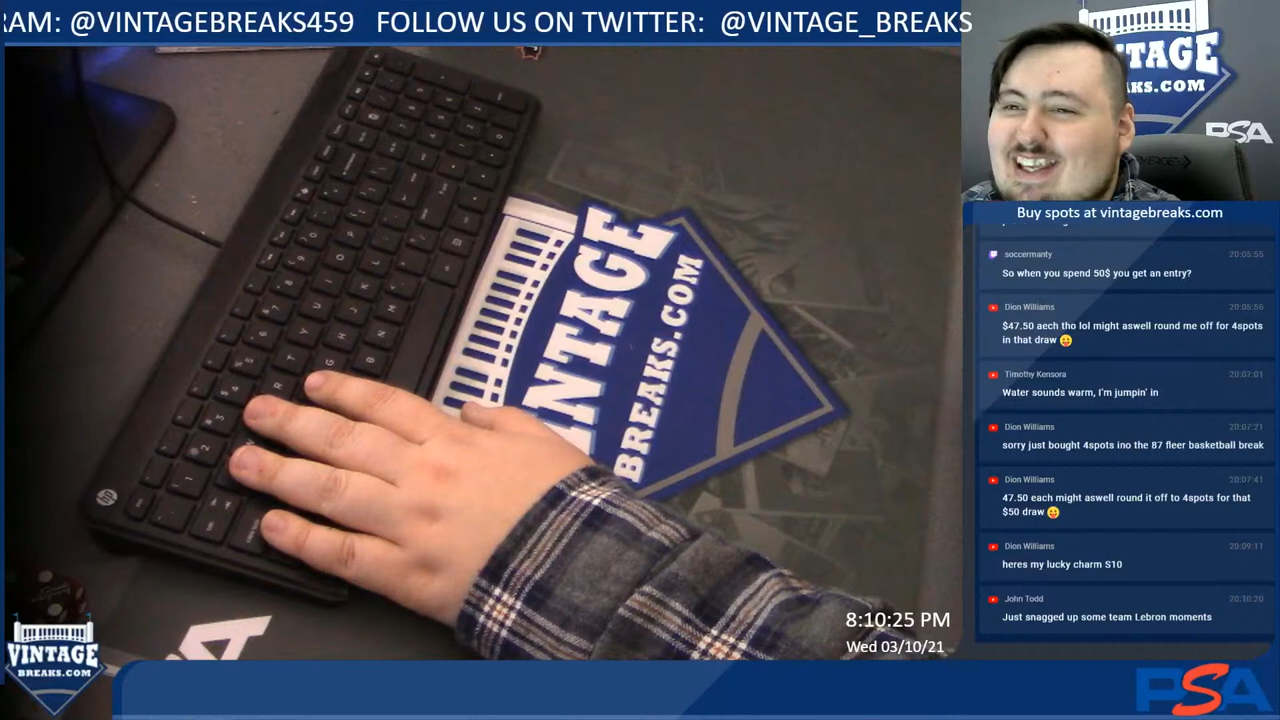 RAM: @VINTAGEBREAKS459 FOLLOW US ON TWITTER: @VINTAGE_BREAKS
TAGE
KS.COM
PSA
Buy spots at vintagebreaks.com
soccermanty 20:05:55
So when you spend 50$ you get an entry?
Dion Williams 20:05:56
$47.50 aech tho lol might aswell round me off for 4spots
in that draw 😛
Timothy Kensora 20:07:01
Water sounds warm, I'm jumpin' in
Dion Williams 20:07:21
sorry just bought 4spots ino the 87 fleer basketball break
Dion Williams 20:07:41
47.50 each might aswell round it off to 4spots for that
$50 draw 😛
Dion Williams 20:09:11
heres my lucky charm S10
John Todd 20:10:20
Just snagged up some team Lebron moments
INTAGE
BREAKS.COM
hp
8:10:25 PM
Wed 03/10/21
VINTAGE
BREAKS.COM
PSA